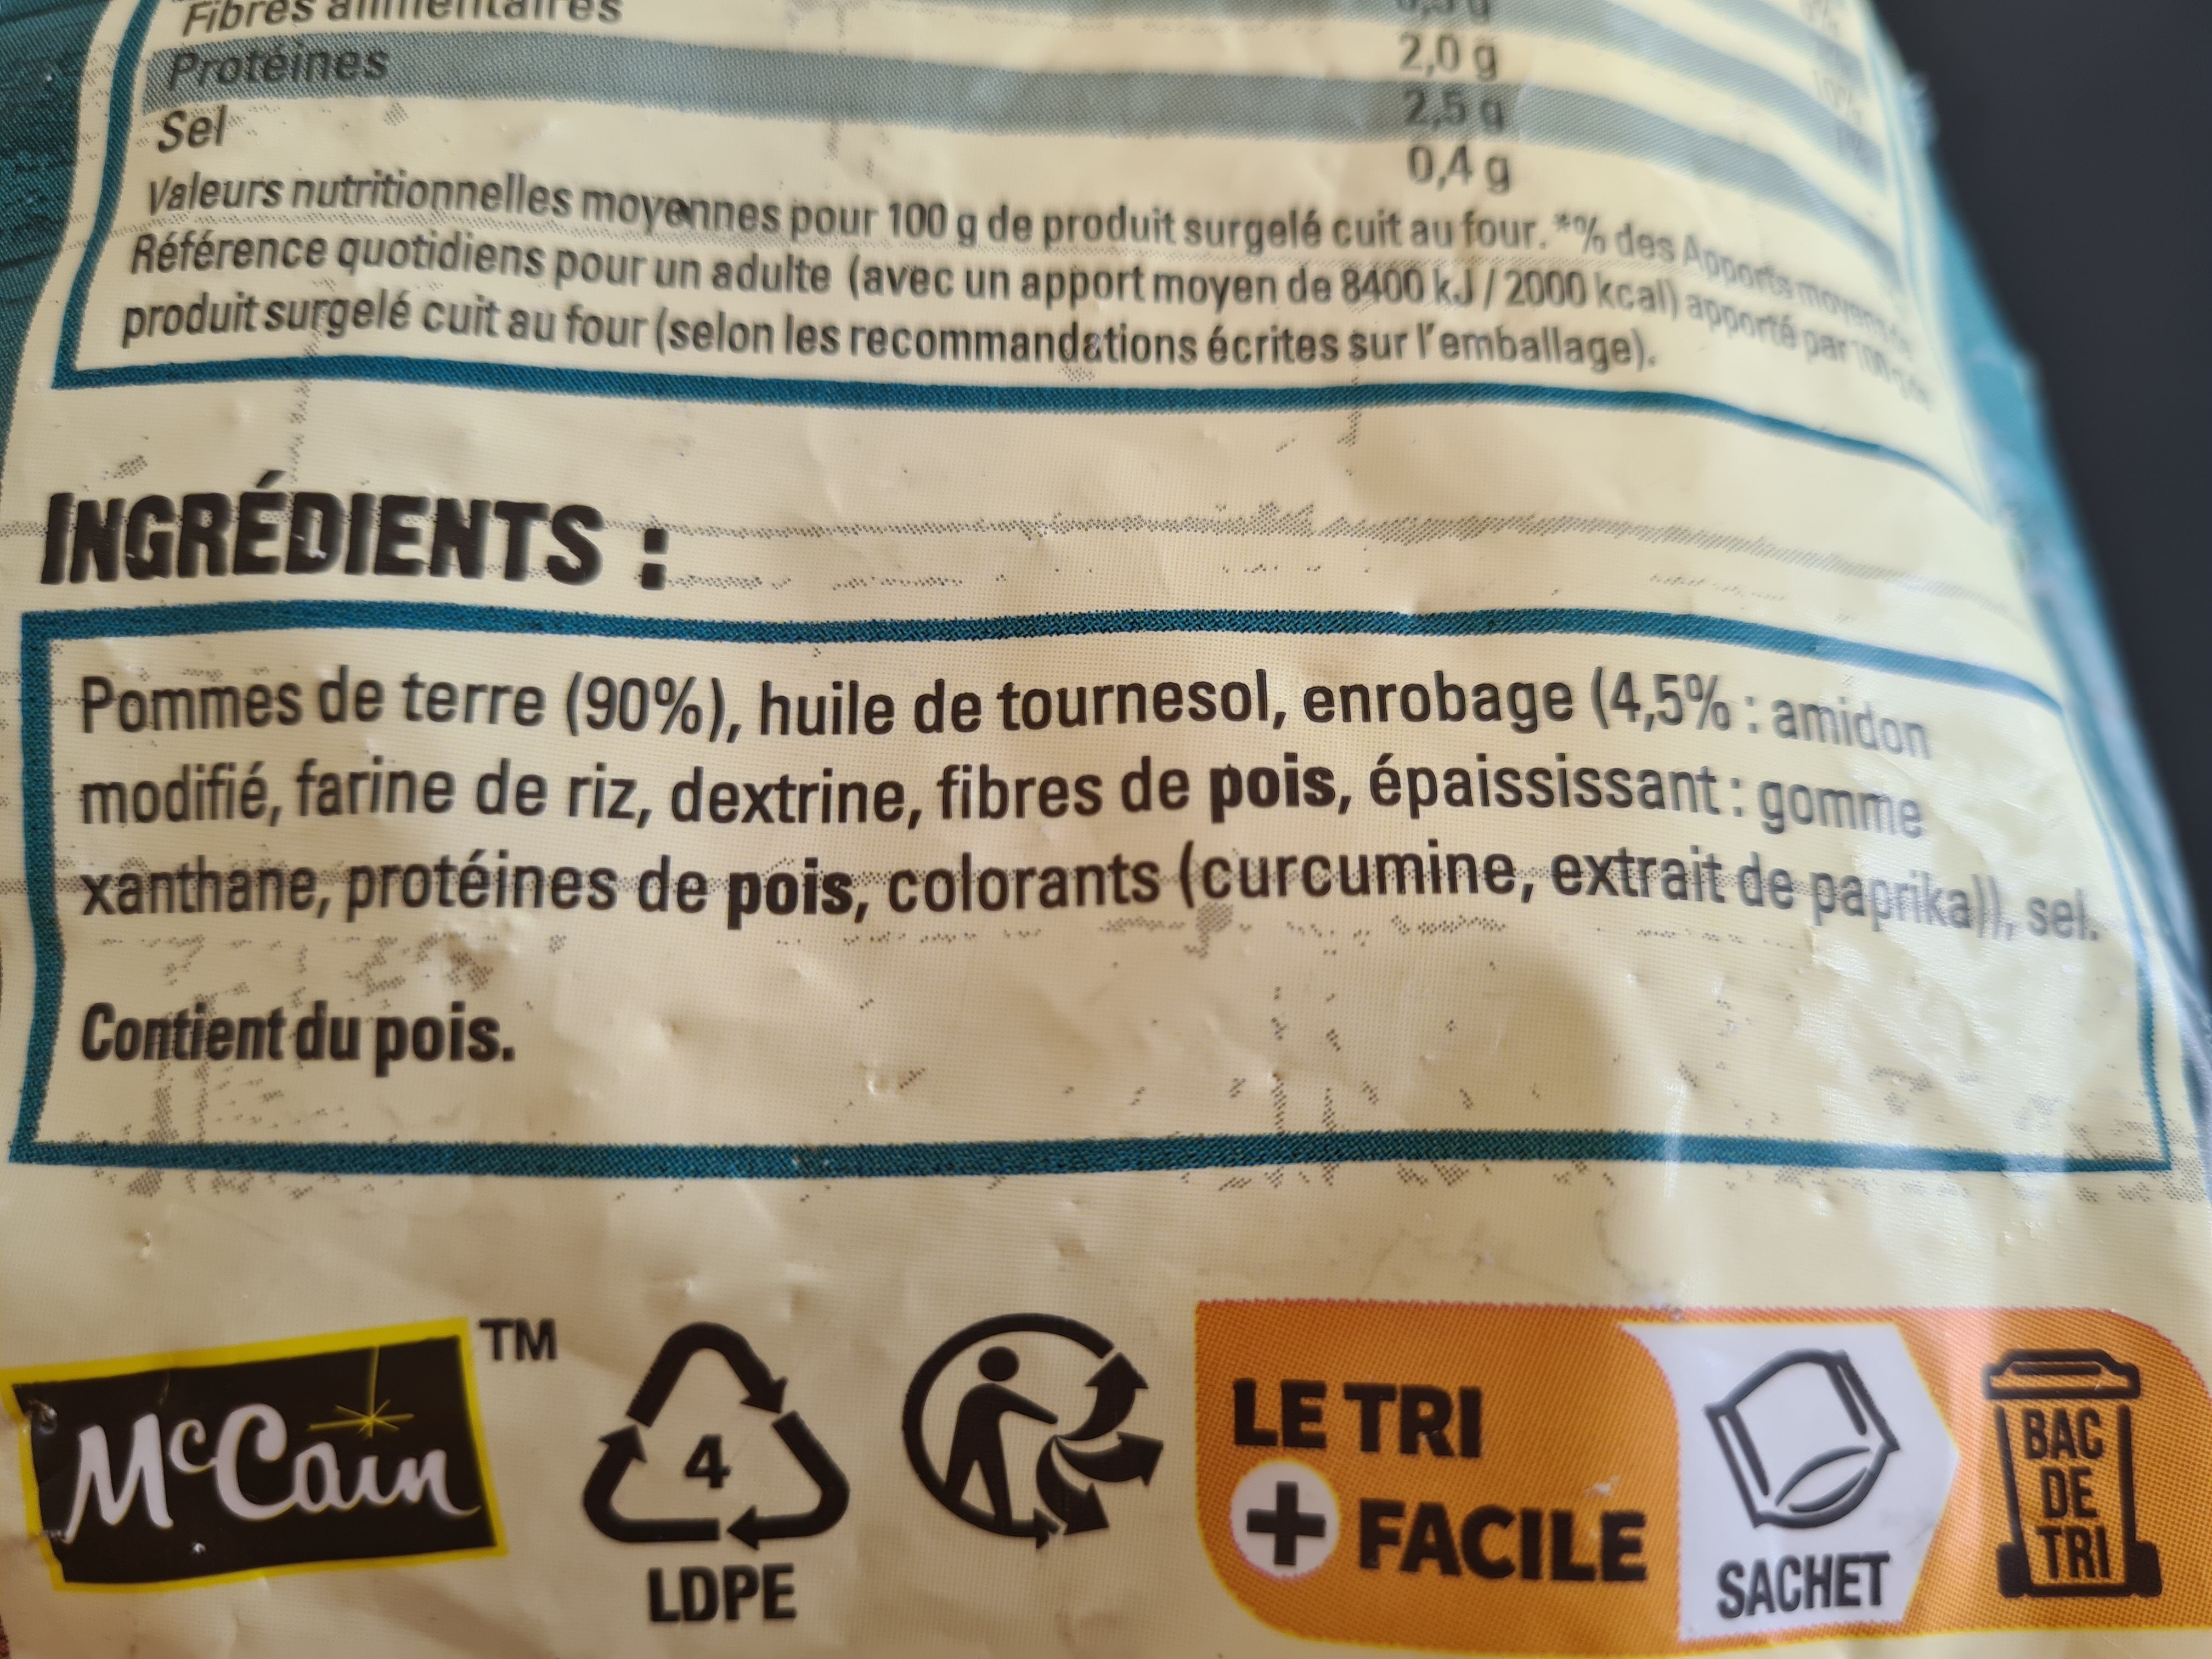 Fibres alimentaires
2,0 g
Protéines
2,5 g
Sel
0,4 g
Valeurs nutritionnelles moyennes pour 100 g de produit surgelé cuit au four. *% des Apports moyens de
Référence quotidiens pour un adulte (avec un apport moyen de 8400 kJ / 2000 kcal) apporté par
produit surgelé cuit au four (selon les recommandations écrites sur l'emballage).
INGRÉDIENTS :
Pommes de terre (90%), huile de tournesol, enrobage (4,5% : amidon
modifié, farine de riz, dextrine, fibres de pois, épaississant : gomme
xanthane, protéines de pois, colorants (curcumine, extrait de paprika)), sel.
Contient du pois.
McCain TM
4
LDPE
LE TRI
+ FACILE
SACHET
BAC
DE
TRI